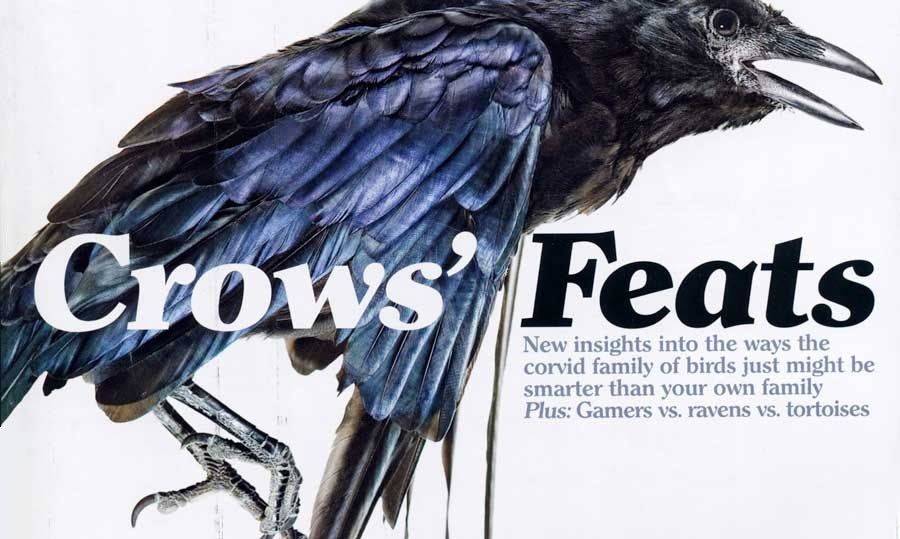 Crows' Feats
New insights into the ways the
corvid family of birds just might be
smarter than your own family
Plus: Gamers vs. ravens vs. tortoises